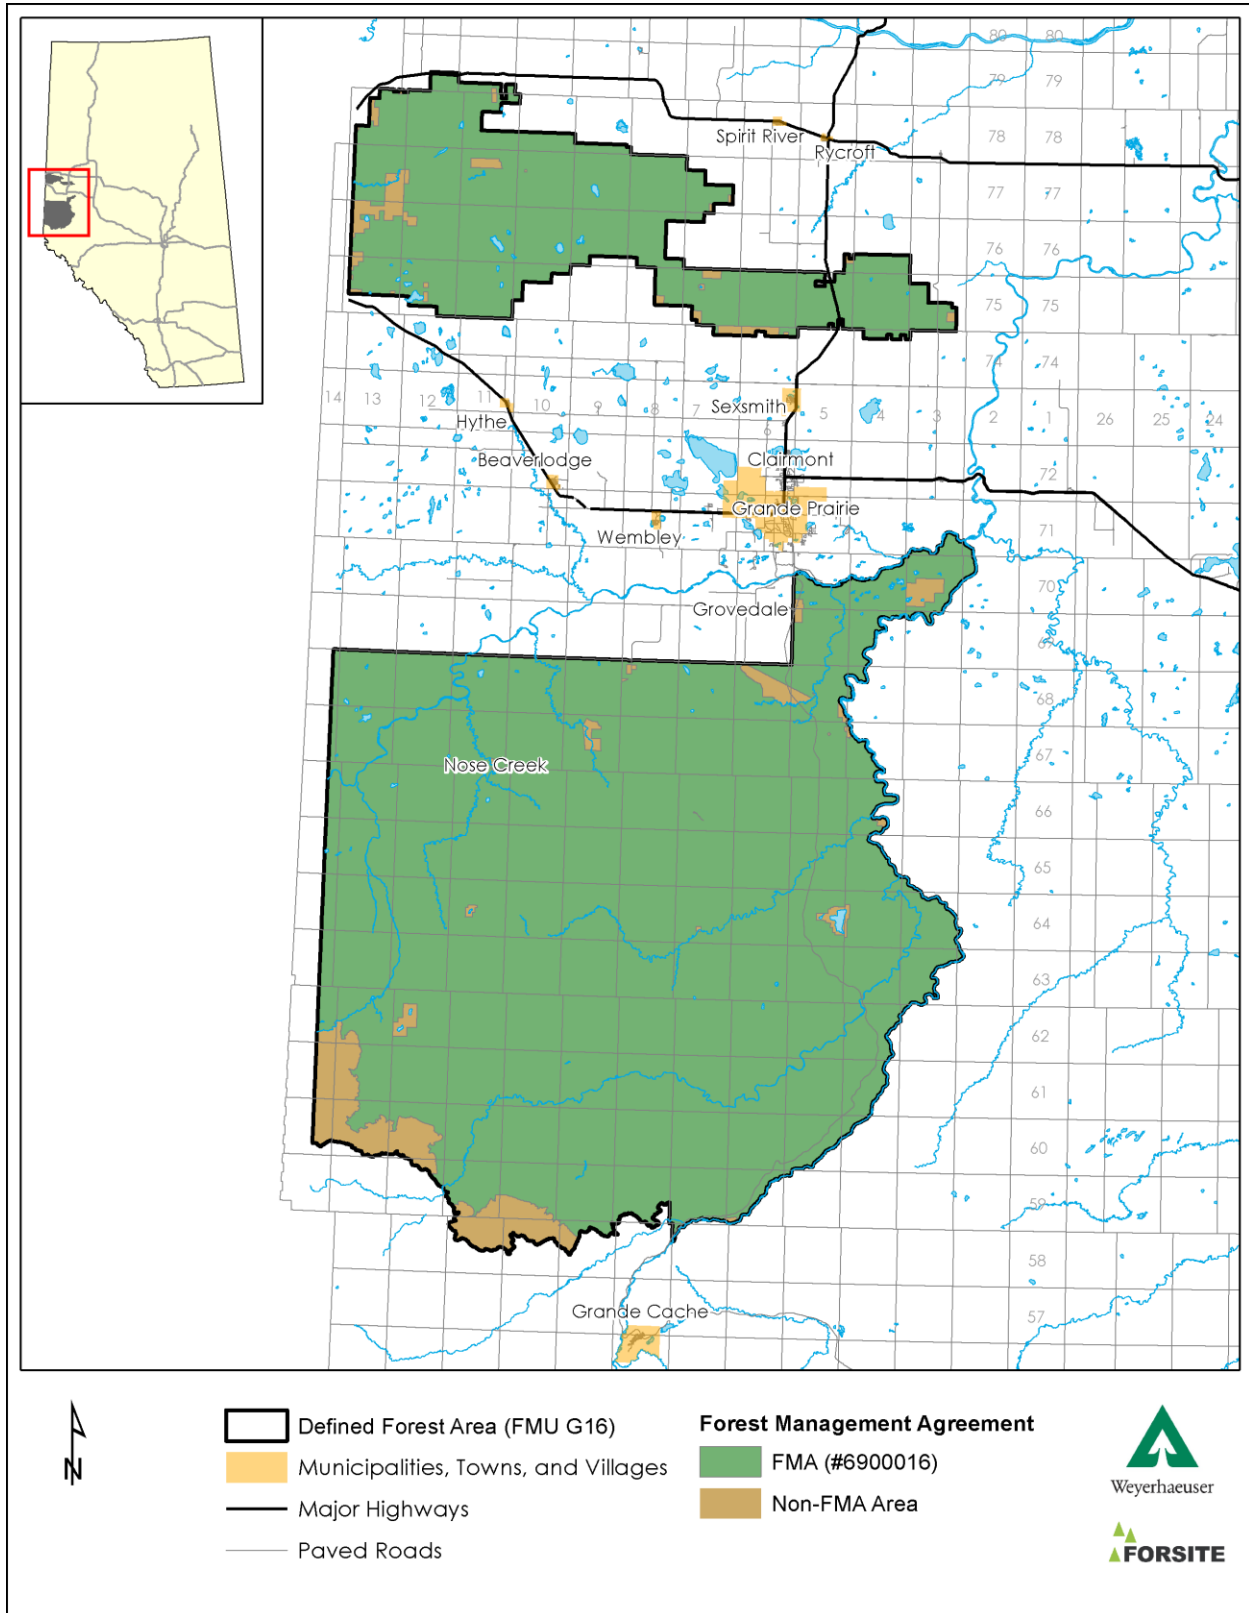 80 80
79 79
Spirit River
78 78
Rycroft
77 77
76 76
75 75
74 74
14 13 11 10 9 8 7 Sexsmith 5 4 3 2 1 26 25 24
Hythe
6
Beaverlodge
Clairmont
72
Grande Prairie
Wembley
71
70
Grovedale
69
68
67
Nose Creek
66
65
64
63
62
61
60
59
58
57
Grande Cache
N
Defined Forest Area (FMU G16)
Municipalities, Towns, and Villages
Major Highways
Paved Roads
Forest Management Agreement
FMA (#6900016)
Non-FMA Area
Weyerhaeuser
FORSITE